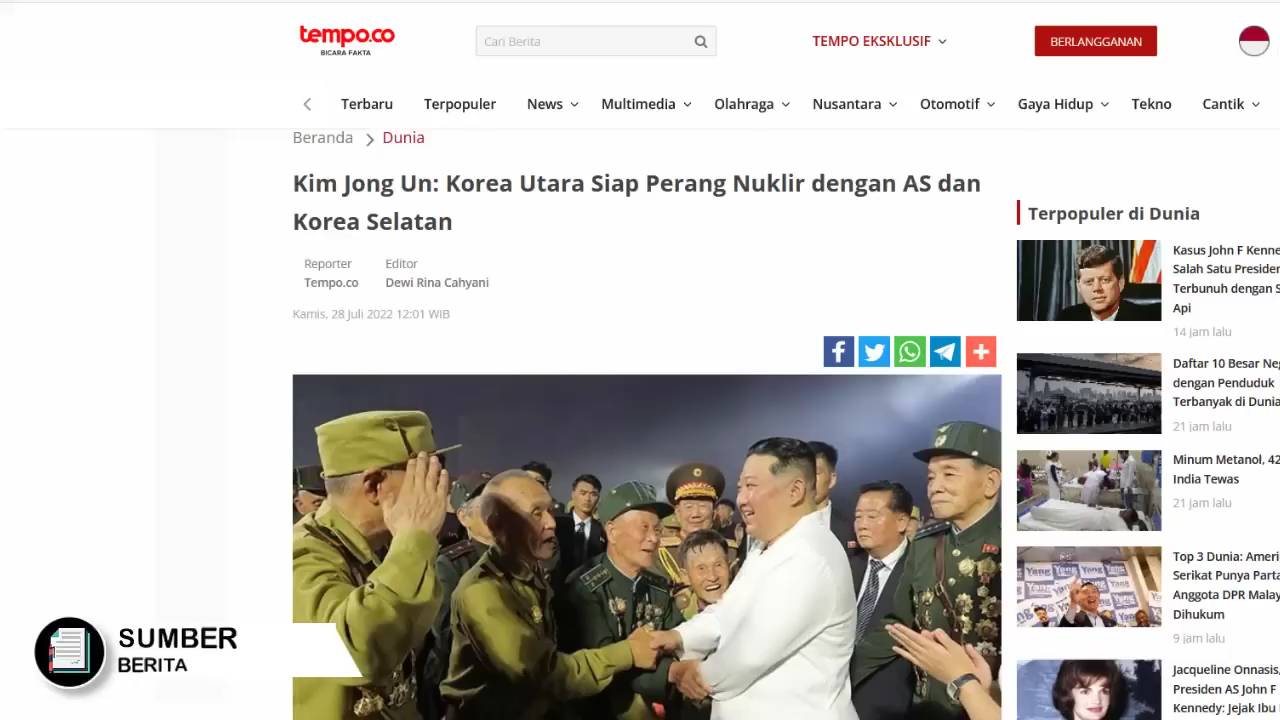 tempo.co
BICARA FAKTA
Cari Berita
TEMPO EKSKLUSIF
BERLANGGANAN
Terbaru
Terpopuler
News
Multimedia
Olahraga
Nusantara
Otomotif
Gaya Hidup
Tekno
Cantik
Beranda
Dunia
Kim Jong Un: Korea Utara Siap Perang Nuklir dengan AS dan
Korea Selatan
Reporter
Tempo.co
Editor
Dewi Rina Cahyani
Kamis, 28 Juli 2022 12:01 WIB
Terpopuler di Dunia
Kasus John F Kenne
Salah Satu Presiden
Terbunuh dengan S
Api
14 jam lalu
Daftar 10 Besar Neg
dengan Penduduk
Terbanyak di Dunia
21 jam lalu
Minum Metanol, 42
India Tewas
21 jam lalu
Top 3 Dunia: Ameri
Serikat Punya Parta
Anggota DPR Malay
Dihukum
9 jam lalu
Jacqueline Onnasis,
Presiden AS John F
Kennedy: Jejak Ibu
SUMBER
BERITA